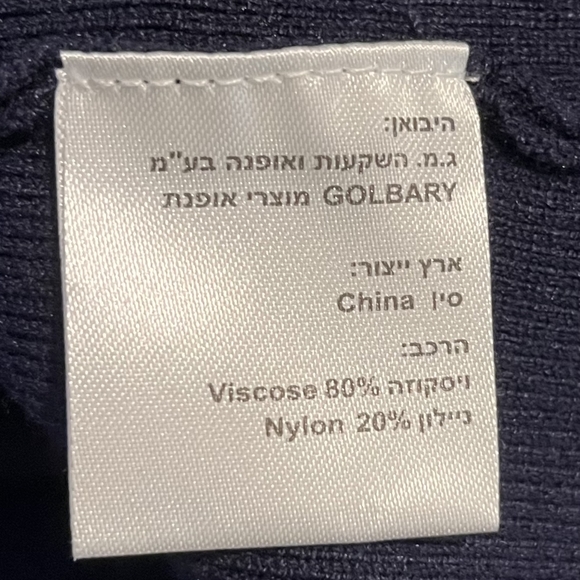 היבואן:
ג.מ. השקעות ואופנה בע"מ
GOLBARY מוצרי אופנת
ארץ ייצור:
סין China
הרכב:
ויסקוזה 80% Viscose
ניילון 20% Nylon